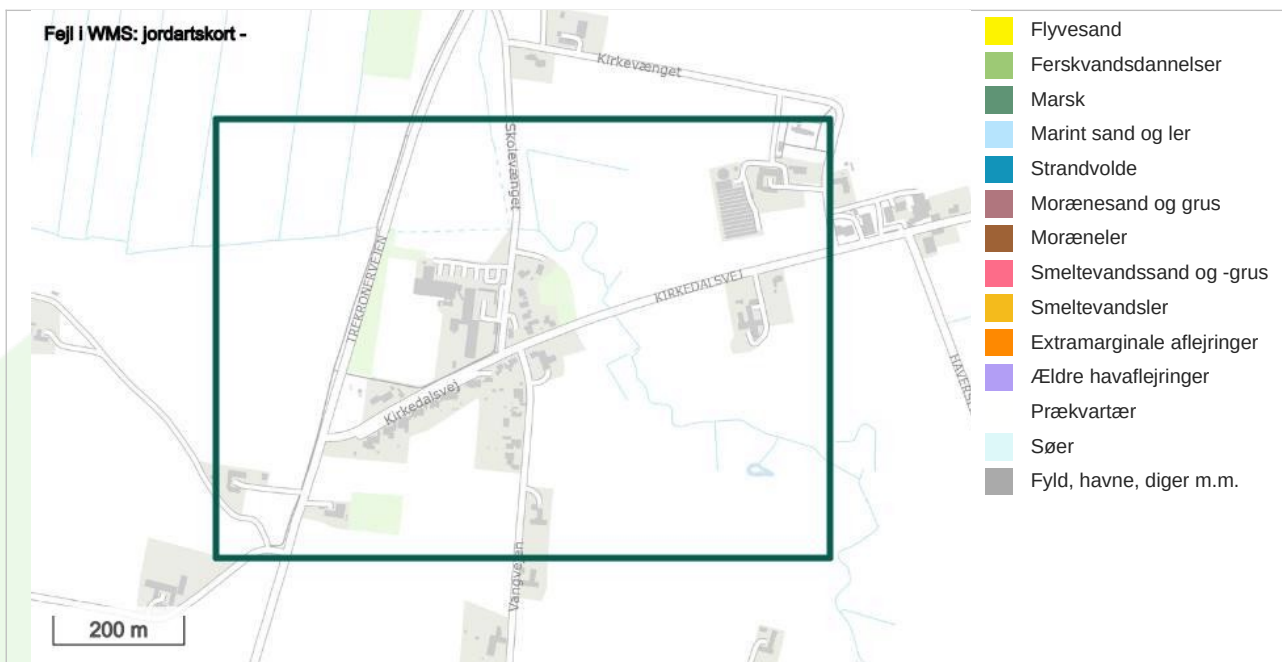 Fejl i WMS: jordartskort -
Kirkevænget
Skolevænget
TREKRONERVEJEN
KIRKEDALSVEJ
Kirkedalsvej
Vangvejen
200 m
Flyvesand
Ferskvandsdannelser
Marsk
Marint sand og ler
Strandvolde
Morænesand og grus
Moræneler
Smeltevandssand og -grus
Smeltevandsler
Extramarginale aflejringer
Ældre havaflejringer
Prækvartær
Søer
Fyld, havne, diger m.m.